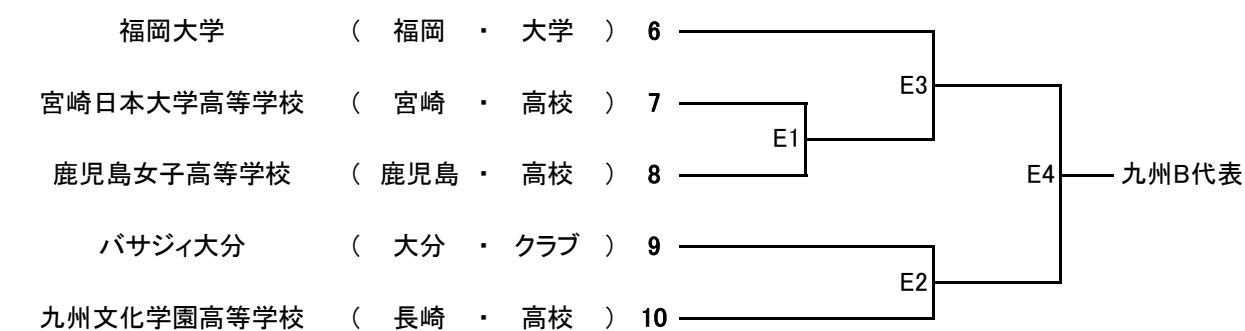 福岡大学 （ 福岡 ・ 大学 ） 6
E3
宮崎日本大学高等学校 （ 宮崎 ・ 高校 ） 7
E1
鹿児島女子高等学校 （ 鹿児島 ・ 高校 ） 8
E4 九州B代表
バサジィ大分 （ 大分 ・ クラブ ） 9
E2
九州文化学園高等学校 （ 長崎 ・ 高校 ） 10